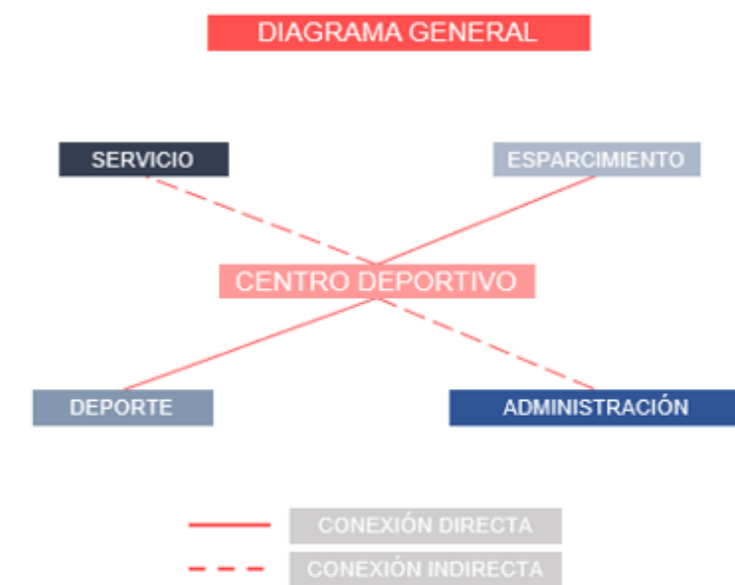 DIAGRAMA GENERAL
SERVICIO
ESPARCIMIENTO
CENTRO DEPORTIVO
DEPORTE
ADMINISTRACIÓN
CONEXIÓN DIRECTA
CONEXIÓN INDIRECTA